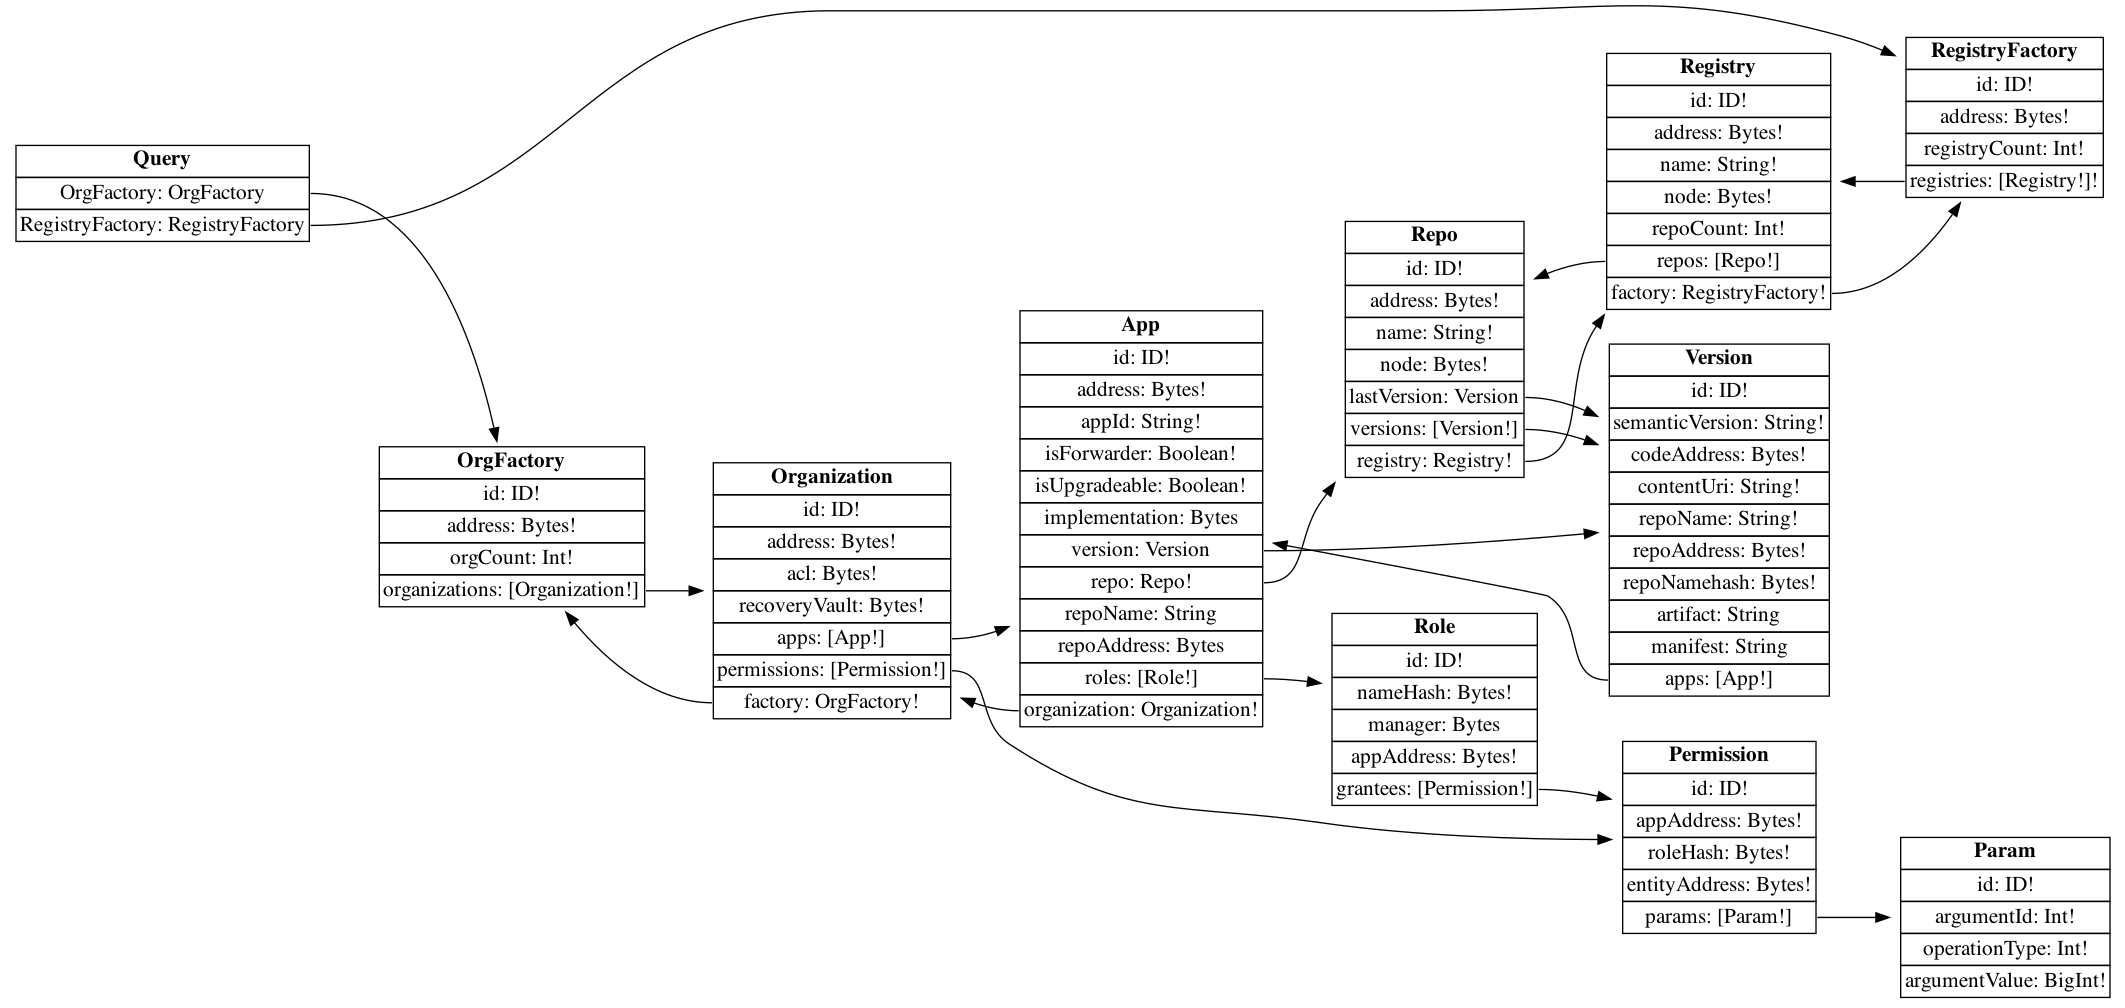 Query
OrgFactory: OrgFactory
RegistryFactory: RegistryFactory
OrgFactory
id: ID!
address: Bytes!
orgCount: Int!
organizations: [Organization!]
Organization
id: ID!
address: Bytes!
acl: Bytes!
recoveryVault: Bytes!
apps: [App!]
permissions: [Permission!]
factory: OrgFactory!
App
id: ID!
address: Bytes!
appId: String!
isForwarder: Boolean!
isUpgradeable: Boolean!
implementation: Bytes
version: Version
repo: Repo!
repoName: String
repoAddress: Bytes
roles: [Role!]
organization: Organization!
Repo
id: ID!
address: Bytes!
name: String!
node: Bytes!
lastVersion: Version
versions: [Version!]
registry: Registry!
Role
id: ID!
nameHash: Bytes!
manager: Bytes
appAddress: Bytes!
grantees: [Permission!]
Registry
id: ID!
address: Bytes!
name: String!
node: Bytes!
repoCount: Int!
repos: [Repo!]
factory: RegistryFactory!
Version
id: ID!
semanticVersion: String!
codeAddress: Bytes!
contentUri: String!
repoName: String!
repoAddress: Bytes!
repoNamehash: Bytes!
artifact: String
manifest: String
apps: [App!]
Permission
id: ID!
appAddress: Bytes!
roleHash: Bytes!
entityAddress: Bytes!
params: [Param!]
RegistryFactory
id: ID!
address: Bytes!
registryCount: Int!
registries: [Registry!]!
Param
id: ID!
argumentId: Int!
operationType: Int!
argumentValue: BigInt!